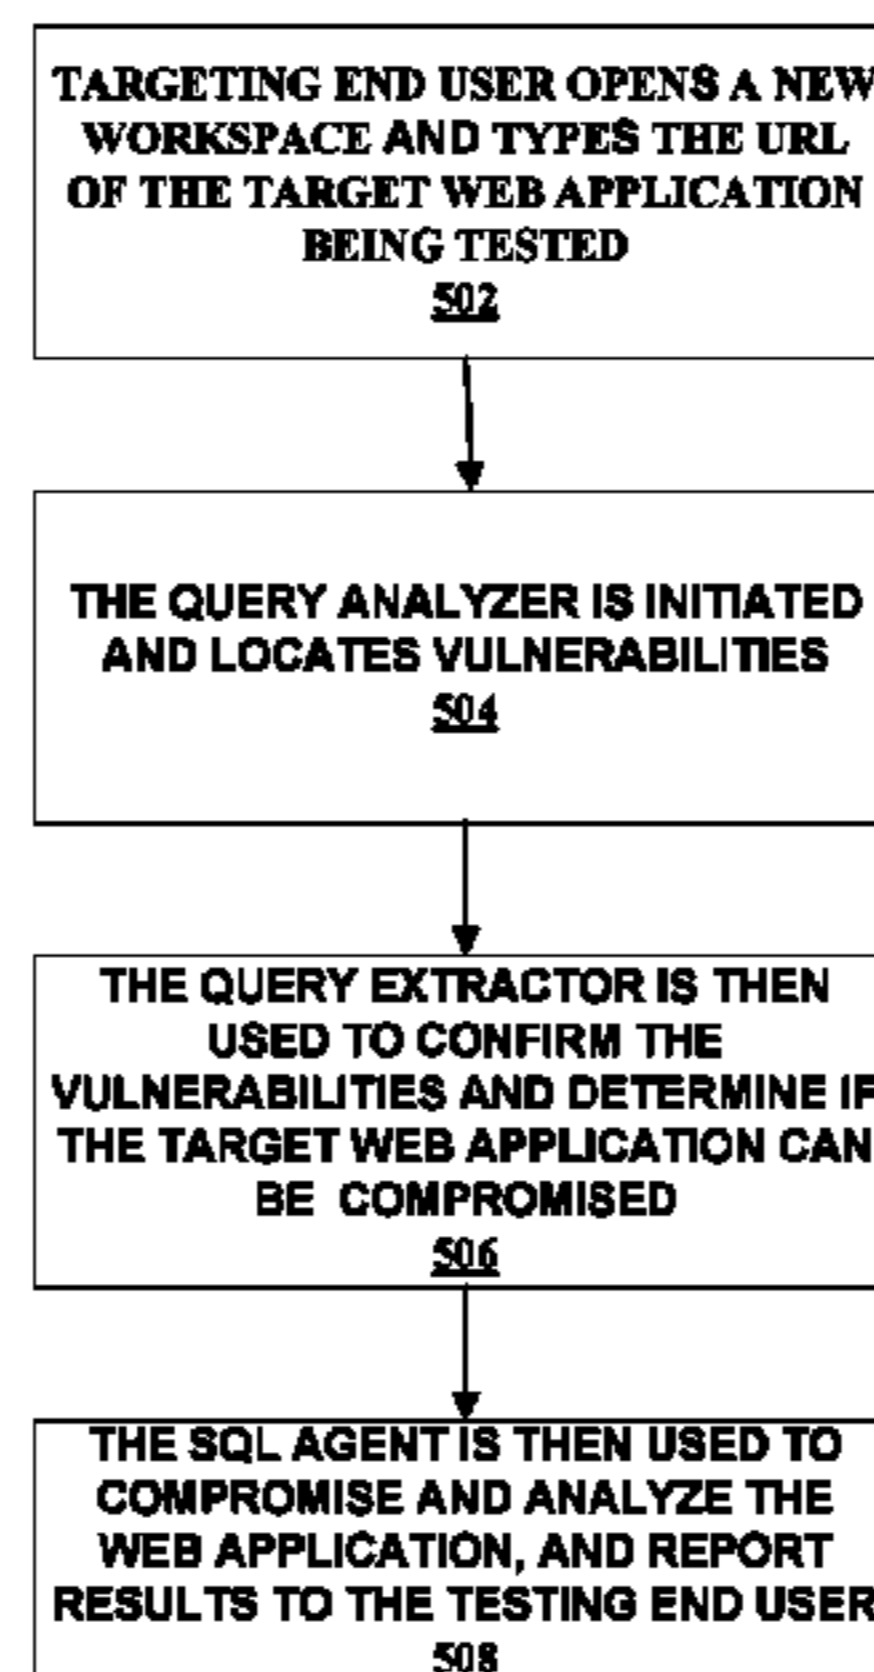 TARGETING END USER OPENS A NEW
WORKSPACE AND TYPES THE URL
OF THE TARGET WEB APPLICATION
BEING TESTED
502
THE QUERY ANALYZER IS INITIATED
AND LOCATES VULNERABILITIES
504
THE QUERY EXTRACTOR IS THEN
USED TO CONFIRM THE
VULNERABILITIES AND DETERMINE IF
THE TARGET WEB APPLICATION CAN
BE COMPROMISED
506
THE SQL AGENT IS THEN USED TO
COMPROMISE AND ANALYZE THE
WEB APPLICATION, AND REPORT
RESULTS TO THE TESTING END USER
508